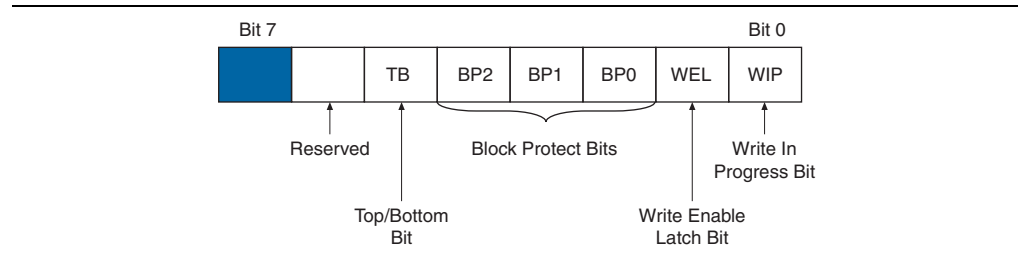 Bit 7
Bit 0
TB
BP2
BP1
BP0
WEL
WIP
Reserved
Block Protect Bits
Write In
Progress Bit
Top/Bottom
Bit
Write Enable
Latch Bit